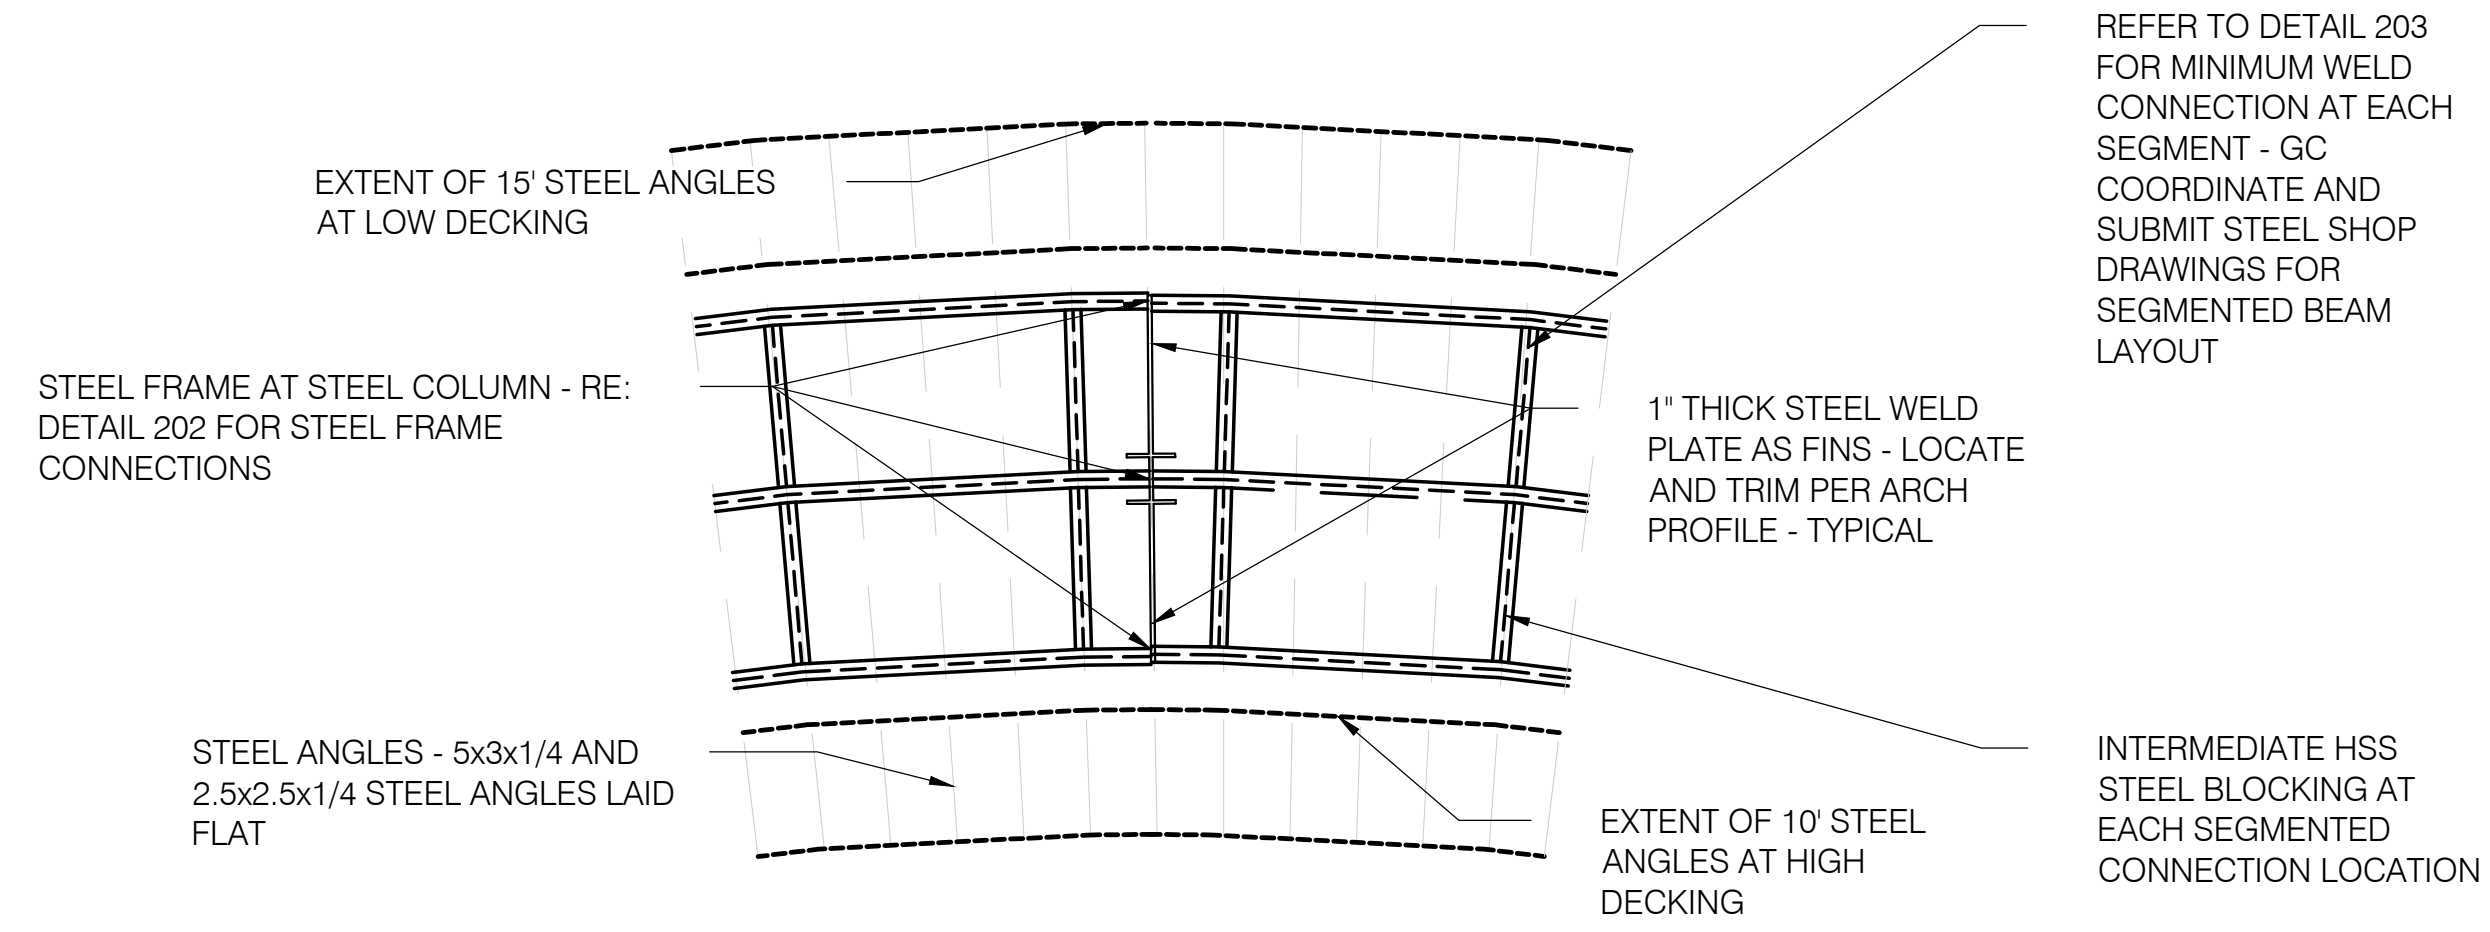 REFER TO DETAIL 203
FOR MINIMUM WELD
CONNECTION AT EACH
SEGMENT - GC
COORDINATE AND
SUBMIT STEEL SHOP
DRAWINGS FOR
SEGMENTED BEAM
LAYOUT
EXTENT OF 15' STEEL ANGLES
AT LOW DECKING
STEEL FRAME AT STEEL COLUMN - RE:
DETAIL 202 FOR STEEL FRAME
CONNECTIONS
1" THICK STEEL WELD
PLATE AS FINS - LOCATE
AND TRIM PER ARCH
PROFILE - TYPICAL
STEEL ANGLES - 5x3x1/4 AND
2.5x2.5x1/4 STEEL ANGLES LAID
FLAT
EXTENT OF 10' STEEL
ANGLES AT HIGH
DECKING
INTERMEDIATE HSS
STEEL BLOCKING AT
EACH SEGMENTED
CONNECTION LOCATION